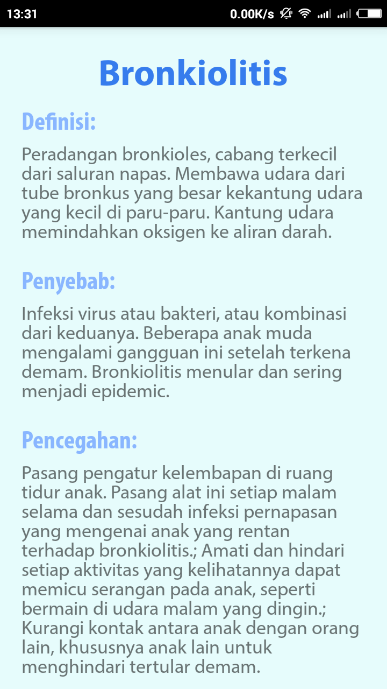 13:31
0.00K/s
Bronkiolitis
Definisi:
Peradangan bronkioles, cabang terkecil
dari saluran napas. Membawa udara dari
tube bronkus yang besar kekantung udara
yang kecil di paru-paru. Kantung udara
memindahkan oksigen ke aliran darah.
Penyebab:
Infeksi virus atau bakteri, atau kombinasi
dari keduanya. Beberapa anak muda
mengalami gangguan ini setelah terkena
demam. Bronkiolitis menular dan sering
menjadi epidemic.
Pencegahan:
Pasang pengatur kelembapan di ruang
tidur anak. Pasang alat ini setiap malam
selama dan sesudah infeksi pernapasan
yang mengenai anak yang rentan
terhadap bronkiolitis.; Amati dan hindari
setiap aktivitas yang kelihatannya dapat
memicu serangan pada anak, seperti
bermain di udara malam yang dingin.;
Kurangi kontak antara anak dengan orang
lain, khususnya anak lain untuk
menghindari tertular demam.